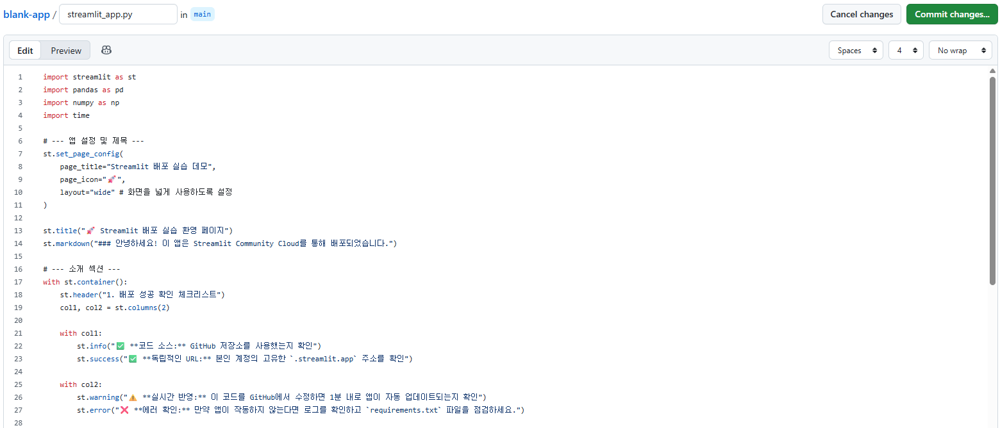 blank-app / streamlit_app.py in main Cancel changes Commit changes...
Edit Preview Spaces 4 No wrap
1 import streamlit as st
2 import pandas as pd
3 import numpy as np
4 import time
5
6 # --- 앱 설정 및 제목 ---
7 st.set_page_config(
8     page_title="Streamlit 배포 실습 데모",
9     page_icon="🚀",
10     layout="wide" # 화면을 넓게 사용하도록 설정
11 )
12
13 st.title("🚀 Streamlit 배포 실습 환영 페이지")
14 st.markdown("### 안녕하세요! 이 앱은 Streamlit Community Cloud를 통해 배포되었습니다.")
15
16 # --- 소개 섹션 ---
17 with st.container():
18     st.header("1. 배포 성공 확인 체크리스트")
19     col1, col2 = st.columns(2)
20
21     with col1:
22         st.info("✅ **코드 소스:** GitHub 저장소를 사용했는지 확인")
23         st.success("✅ **독립적인 URL:** 본인 계정의 고유한 `.streamlit.app` 주소를 확인")
24
25     with col2:
26         st.warning("⚠️ **실시간 반영:** 이 코드를 GitHub에서 수정하면 1분 내로 앱이 자동 업데이트되는지 확인")
27         st.error("❌ **에러 확인:** 만약 앱이 작동하지 않는다면 로그를 확인하고 `requirements.txt` 파일을 점검하세요.")
28